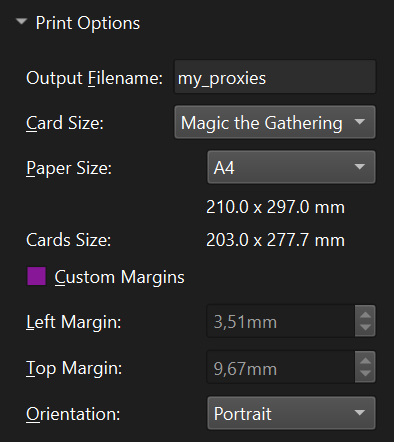 Print Options
Output Filename: my_proxies
Card Size: Magic the Gathering
Paper Size: A4
210.0 x 297.0 mm
Cards Size: 203.0 x 277.7 mm
Custom Margins
Left Margin: 3,51mm
Top Margin: 9,67mm
Orientation: Portrait